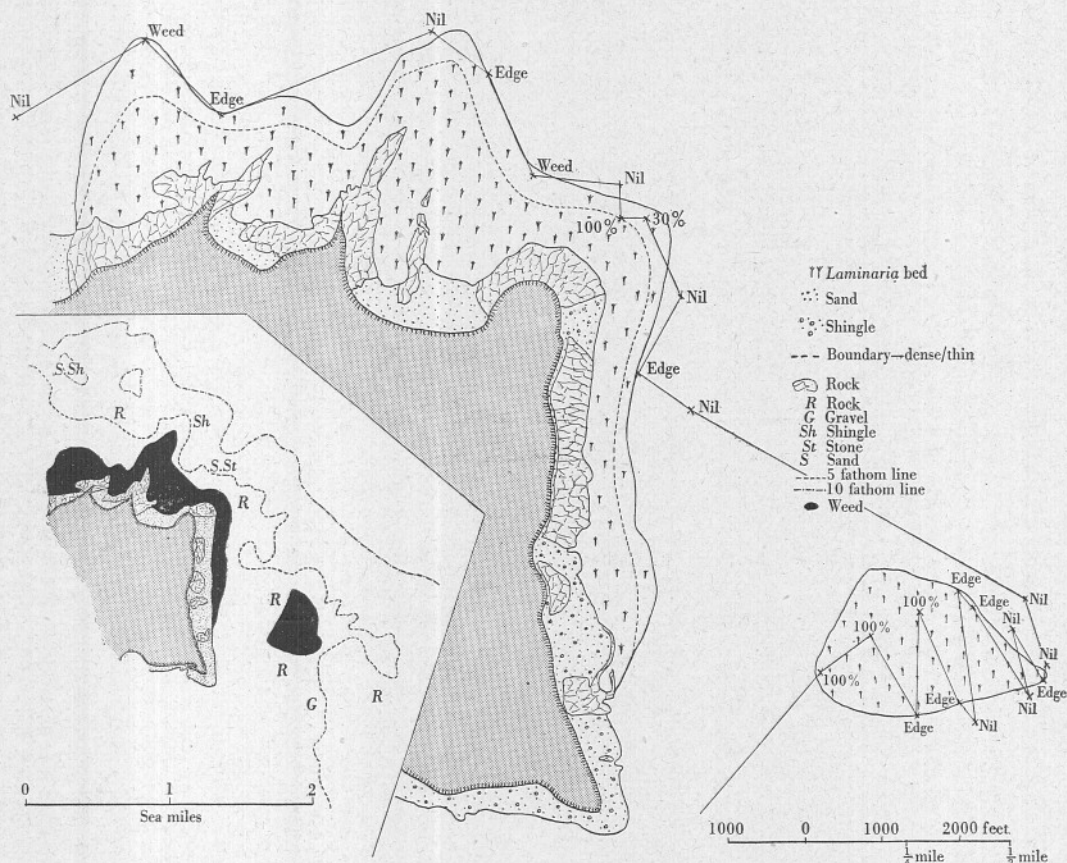 Nil
Weed
Edge
Nil
Edge
Weed
Nil
100%
30%
Nil
Edge
Nil
Laminaria bed
Sand
Shingle
Boundary—dense/thin
Rock
R Rock
G Gravel
Sh Shingle
St Stone
S Sand
5 fathom line
10 fathom line
Weed
S.Sh
R
Sh
S.St
R
R
R
G
R
0 1 2
Sea miles
Edge
Edge
Nil
100%
Nil
100%
Nil
100%
Edge
Edge
Nil
Edge
Nil
1000 0 1000 2000 feet.
¼ mile ½ mile